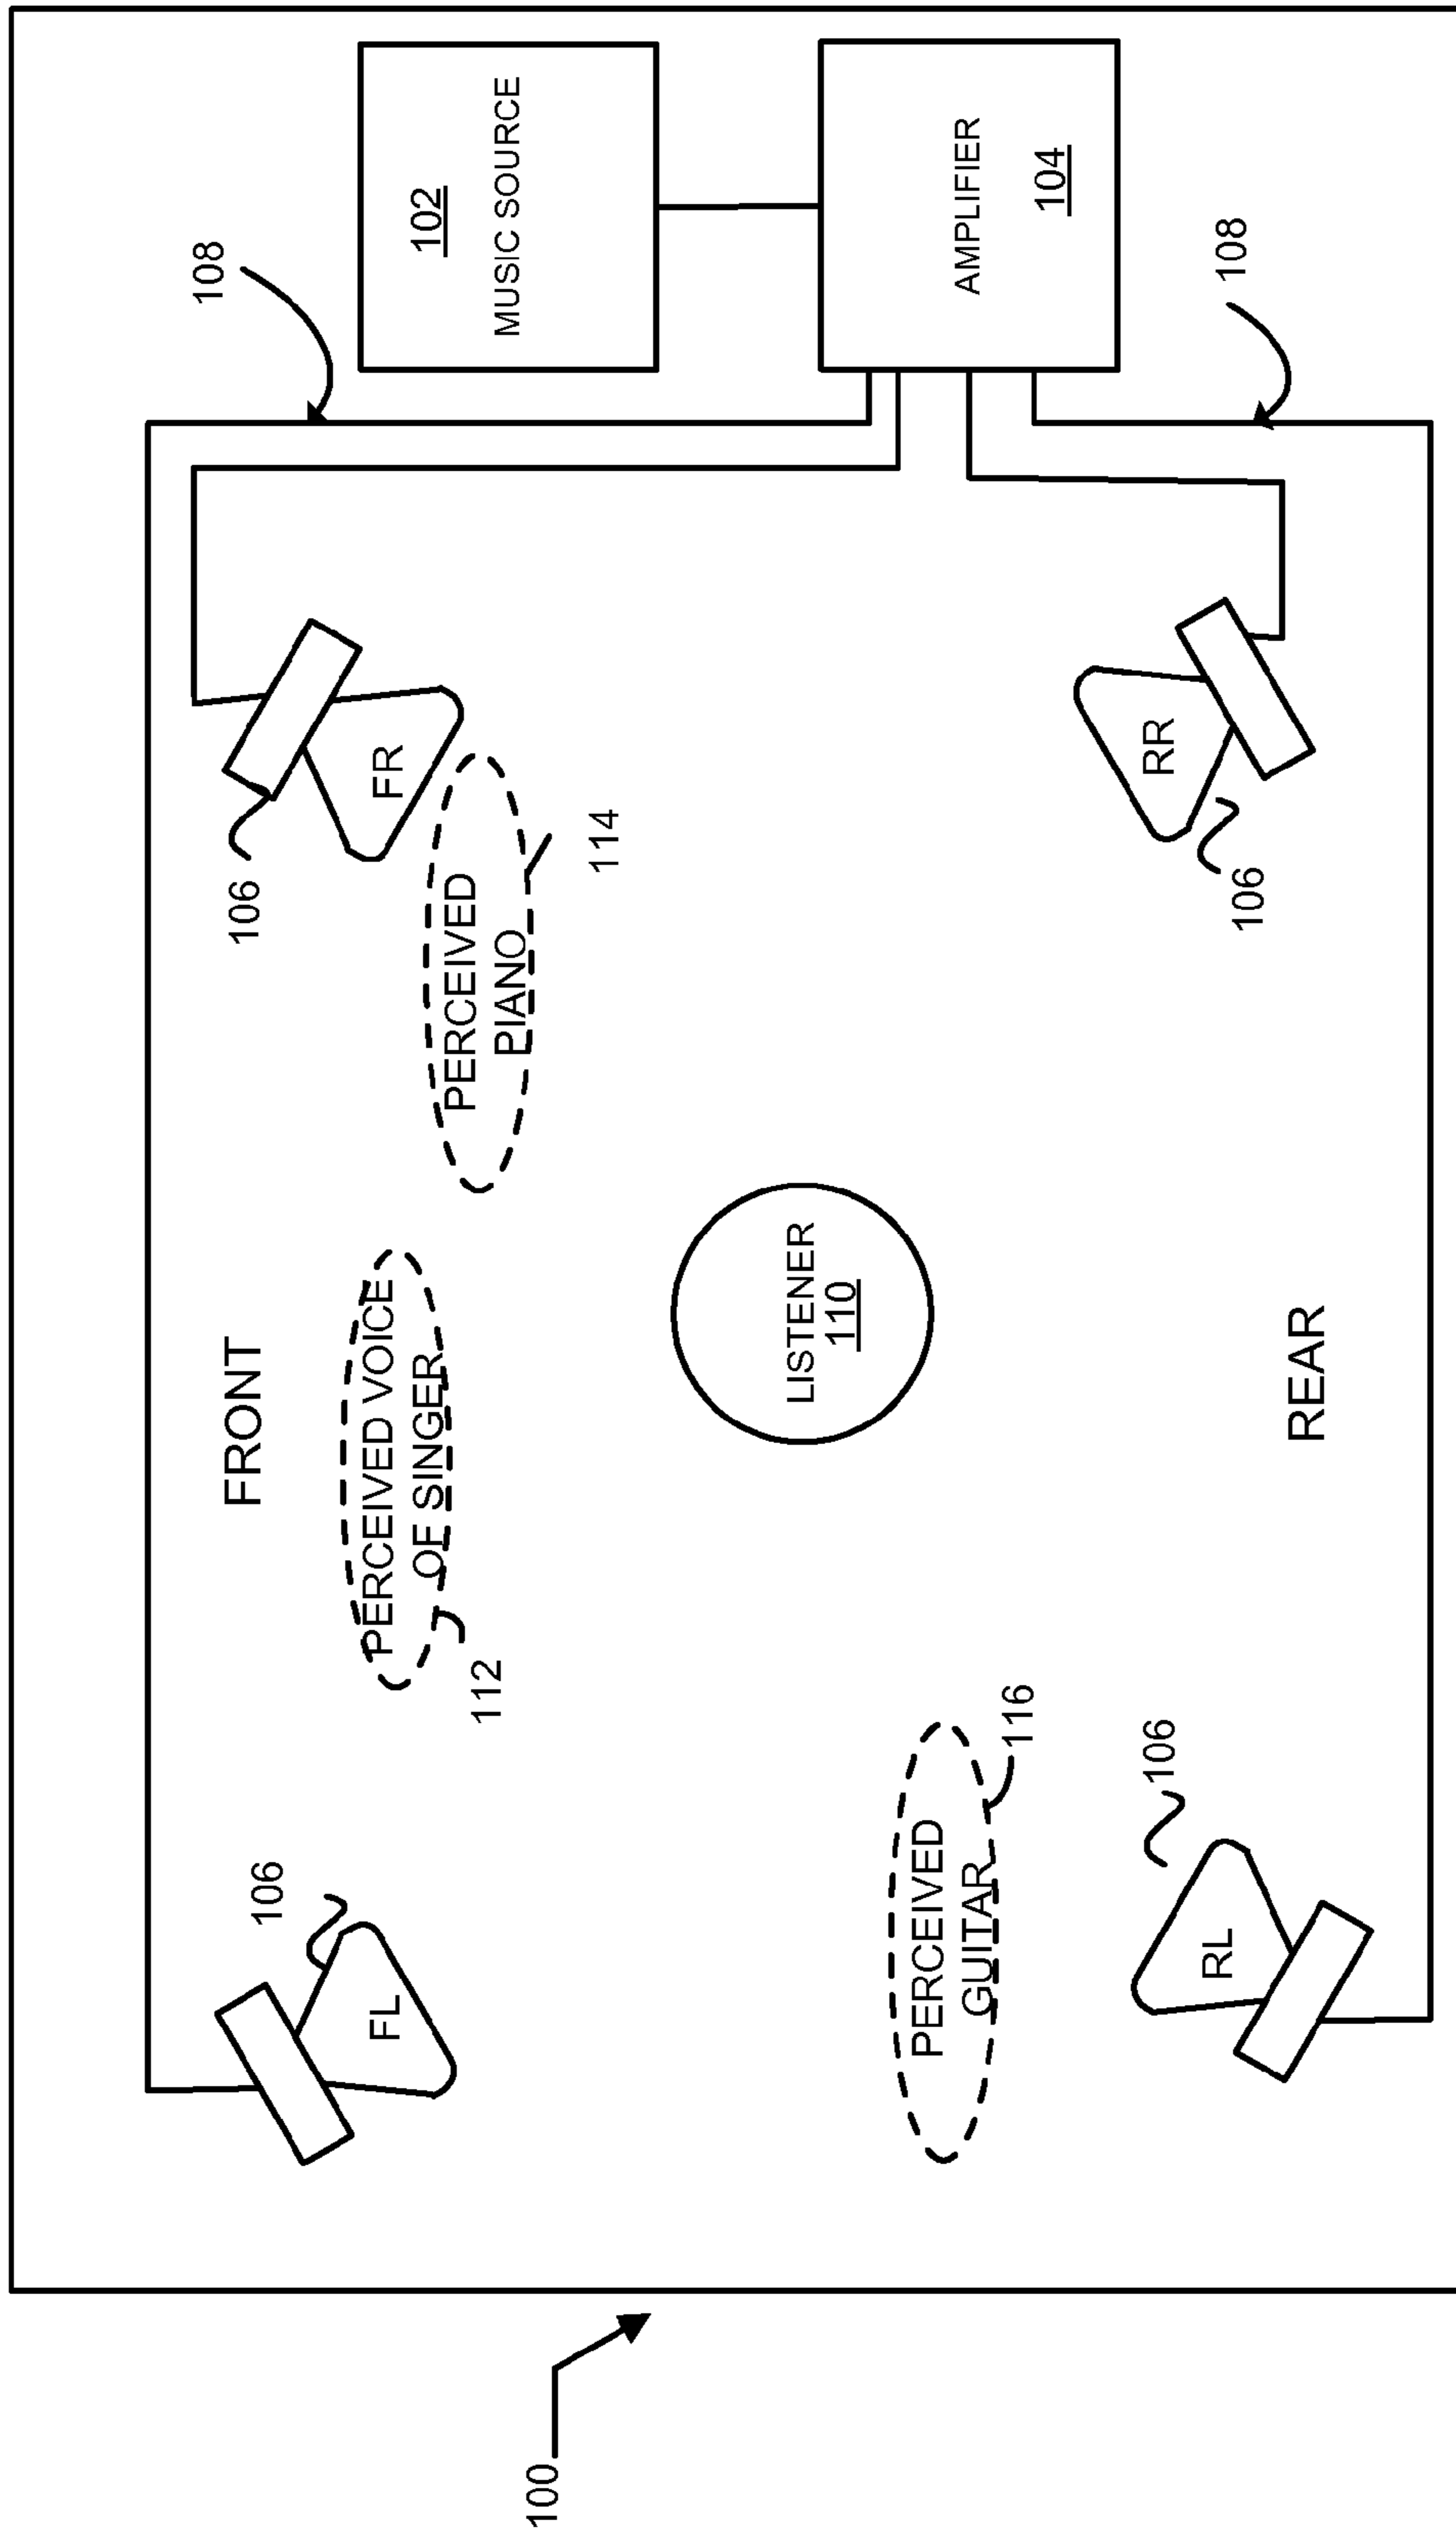 100
FRONT
106
FL
PERCEIVED VOICE
OF SINGER
112
PERCEIVED
PIANO
114
106
FR
108
102
MUSIC SOURCE
LISTENER
110
PERCEIVED
GUITAR
116
AMPLIFIER
104
106
RL
REAR
106
RR
108